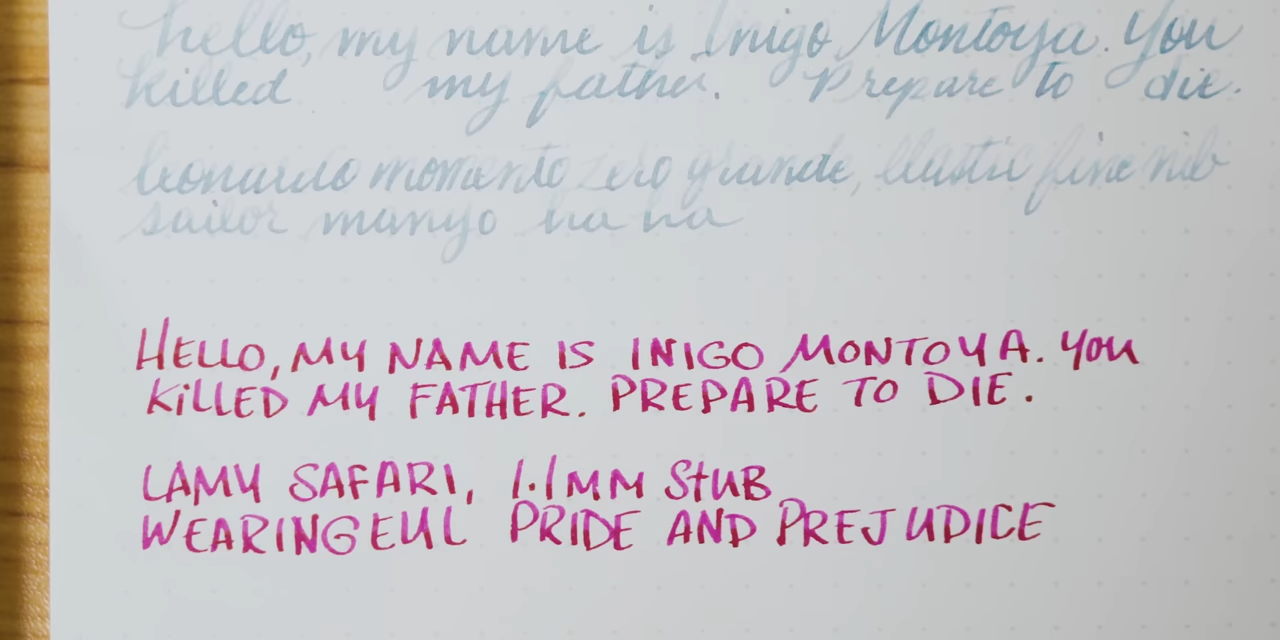 hello, my name is Inigo Montoya. You
killed my father. Prepare to die.
leonardo momento zero grande, elastic fine nib
sailor manyo ha ha
HELLO, MY NAME IS INIGO MONTOYA. YOU
KiLLED MY FATHER. PREPARE TO DIE.
LAMY SAFARI, 1.1MM StUB
WEARINGEUL PRIDE AND PREJUDICE